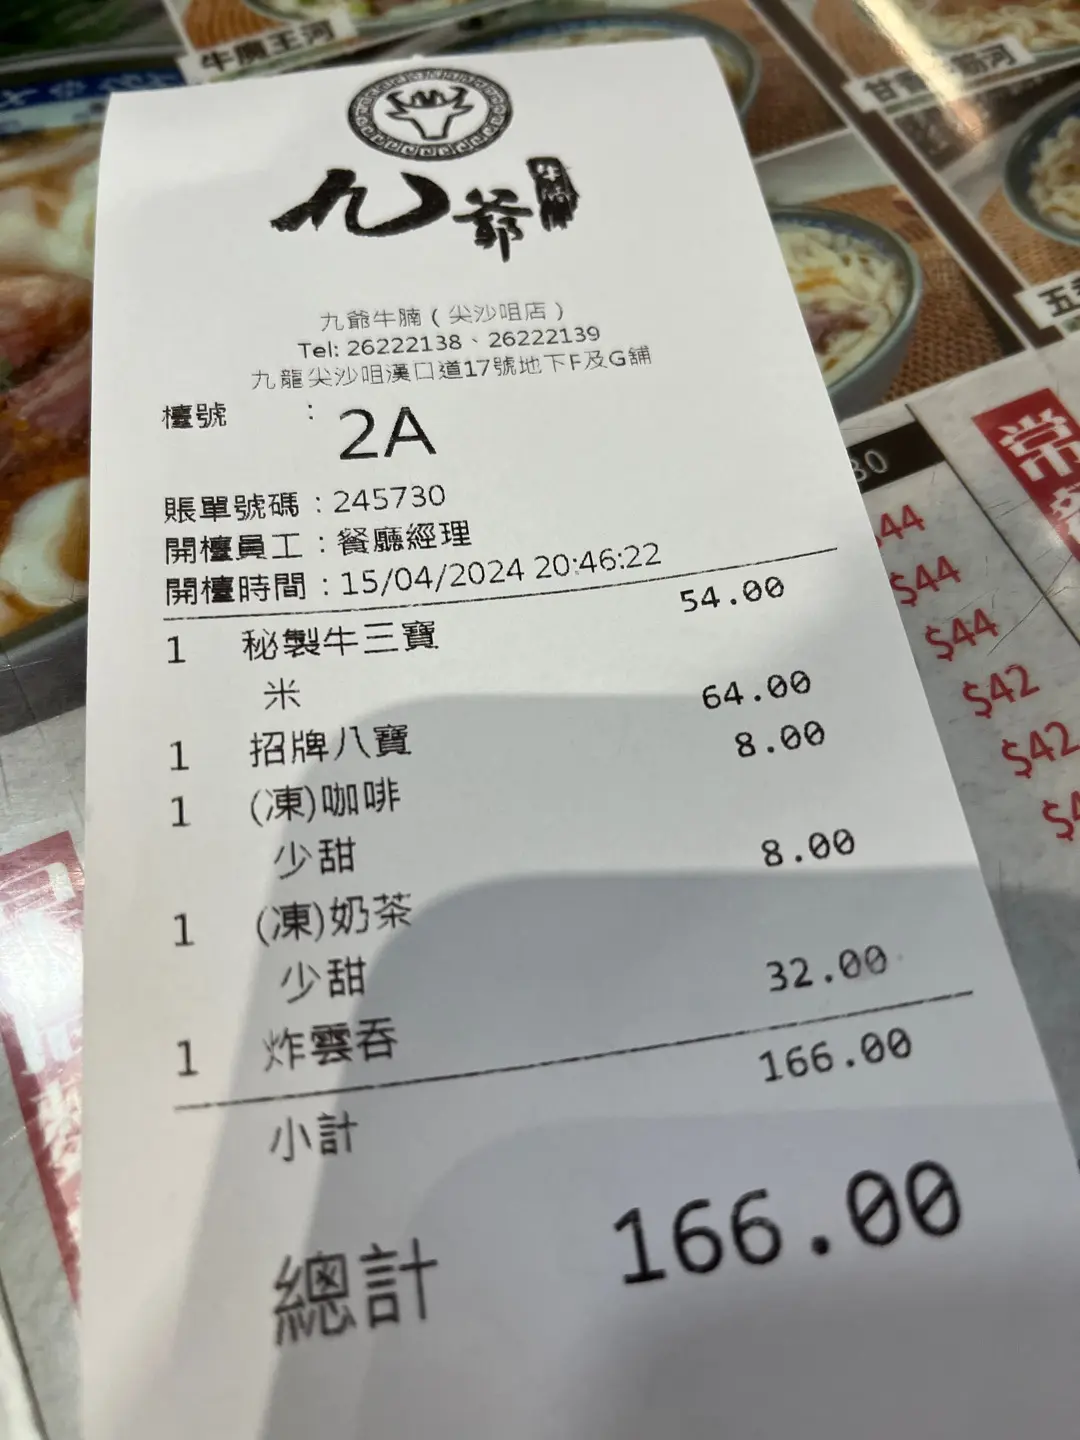 牛魔王河
九爺
牛腩
九爺牛腩（尖沙咀店）
Tel: 26222138、26222139
九龍尖沙咀漢口道17號地下F及G舖
檯號 : 2A
賬單號碼 : 245730
開檯員工 : 餐廳經理
開檯時間 : 15/04/2024 20:46:22
1 秘製牛三寶 54.00
米
1 招牌八寶 64.00
1 (凍)咖啡 8.00
少甜
1 (凍)奶茶 8.00
少甜
1 炸雲吞 32.00
小計 166.00
總計 166.00
$44
$44
$42
$42
常